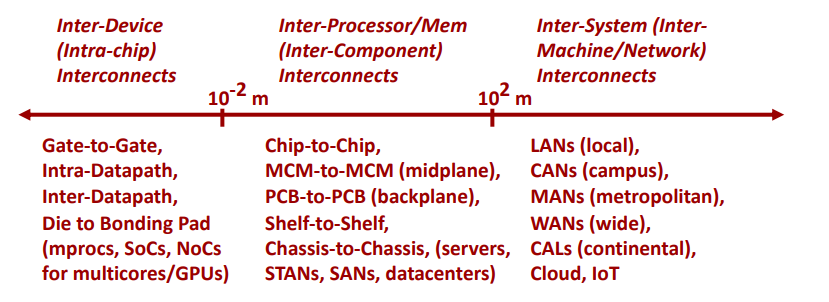 Inter-Device
(Intra-chip)
Interconnects
Inter-Processor/Mem
(Inter-Component)
Interconnects
Inter-System (Inter-
Machine/Network)
Interconnects
10-2 m
102 m
Gate-to-Gate,
Intra-Datapath,
Inter-Datapath,
Die to Bonding Pad
(mprocs, SoCs, NoCs
for multicores/GPUs)
Chip-to-Chip,
MCM-to-MCM (midplane),
PCB-to-PCB (backplane),
Shelf-to-Shelf,
Chassis-to-Chassis, (servers,
STANs, SANs, datacenters)
LANs (local),
CANs (campus),
MANs (metropolitan),
WANs (wide),
CALs (continental),
Cloud, IoT